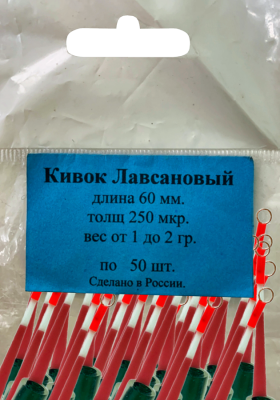 Кивок Лавсановый
длина 60 мм.
толщ 250 мкр.
вес от 1 до 2 гр.
по 50 шт.
Сделано в России.